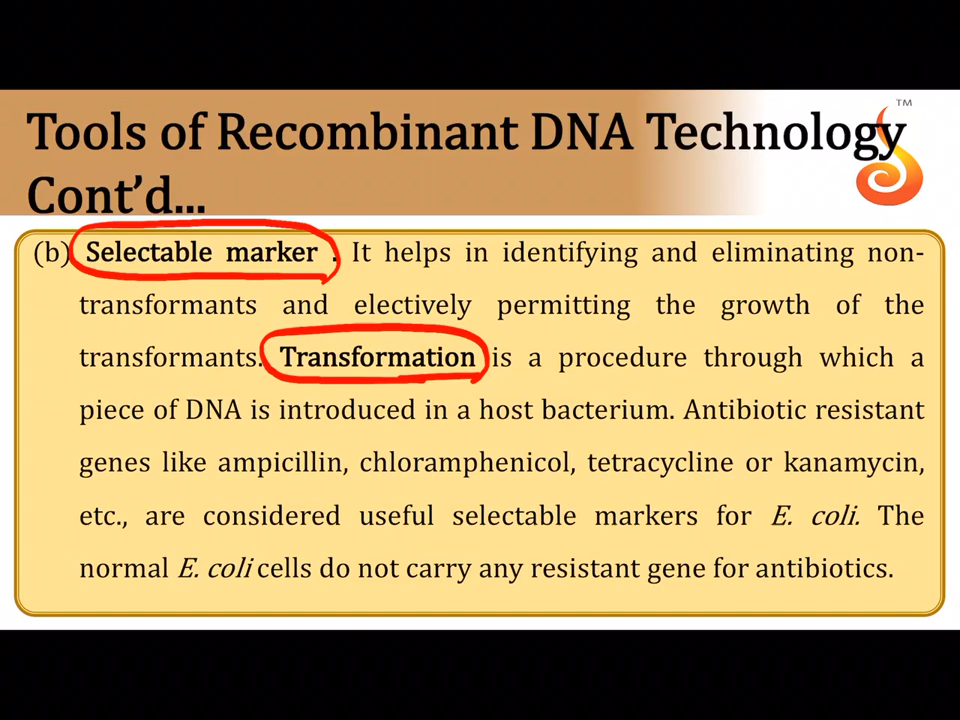 Tools of Recombinant DNA Technology
Cont’d...
TM
(b) Selectable marker . It helps in identifying and eliminating non-
transformants and electively permitting the growth of the
transformants. Transformation is a procedure through which a
piece of DNA is introduced in a host bacterium. Antibiotic resistant
genes like ampicillin, chloramphenicol, tetracycline or kanamycin,
etc., are considered useful selectable markers for E. coli. The
normal E. coli cells do not carry any resistant gene for antibiotics.